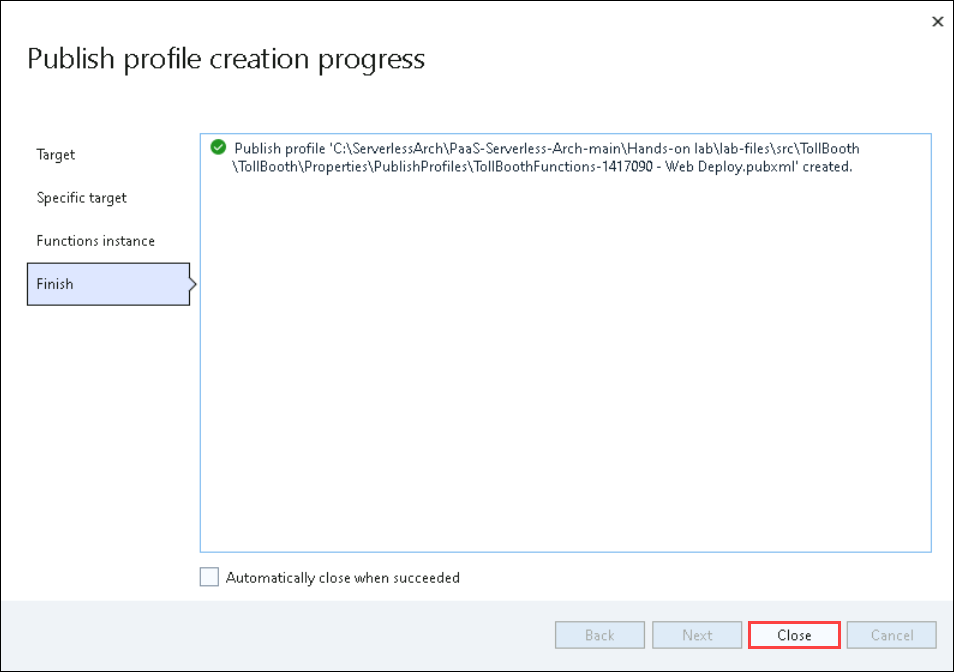 Publish profile creation progress
Target
Specific target
Functions instance
Finish
Publish profile 'C:\ServerlessArch\PaaS-Serverless-Arch-main\Hands-on lab\lab-files\src\TollBooth
\TollBooth\Properties\PublishProfiles\TollBoothFunctions-1417090 - Web Deploy.pubxml' created.
Automatically close when succeeded
Back
Next
Close
Cancel